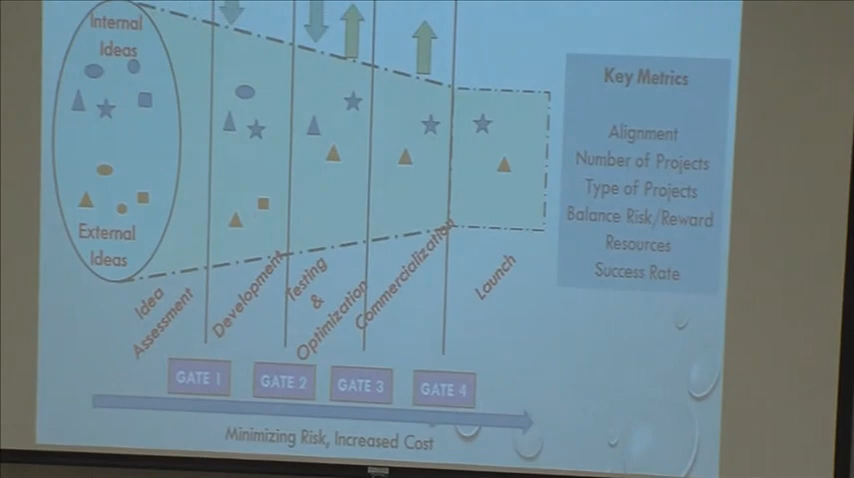 Internal
Ideas
External
Ideas
Idea
Assessment
Development
Testing
&
Optimization
Commercialization
Launch
GATE 1
GATE 2
GATE 3
GATE 4
Minimizing Risk, Increased Cost
Key Metrics
Alignment
Number of Projects
Type of Projects
Balance Risk/Reward
Resources
Success Rate